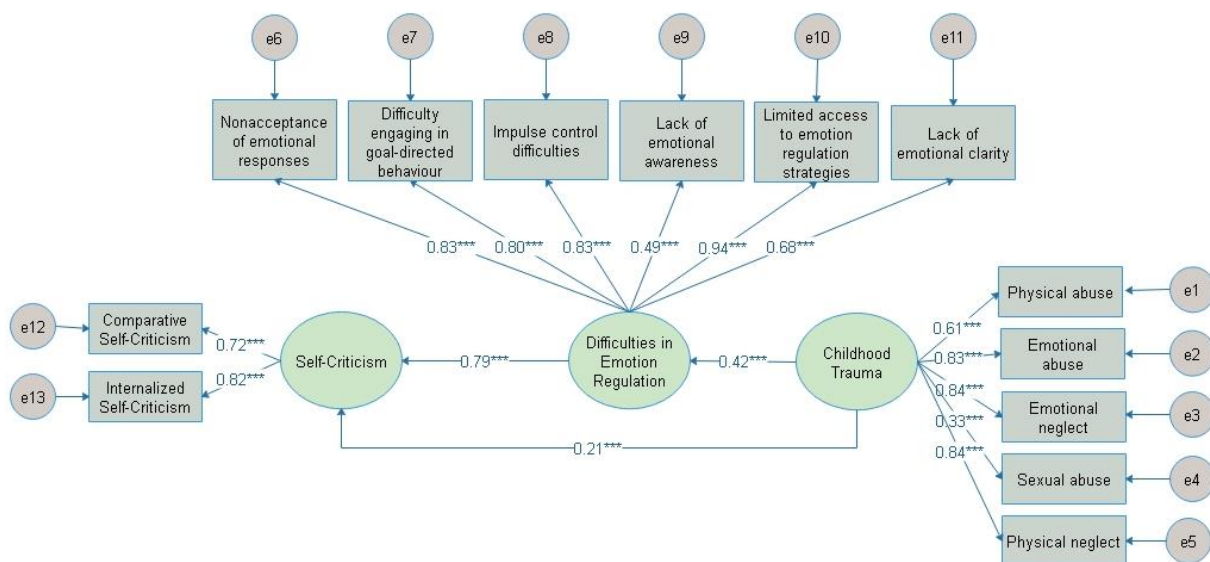 e6
e7
e8
e9
e10
e11
Nonacceptance
of emotional
responses
Difficulty
engaging in
goal-directed
behaviour
Impulse control
difficulties
Lack of
emotional
awareness
Limited access
to emotion
regulation
strategies
Lack of
emotional clarity
0.83***
0.80***
0.83***
0.49***
0.94***
0.68***
e12
Comparative
Self-Criticism
0.72***
e13
Internalized
Self-Criticism
0.82***
Self-Criticism
0.79***
Difficulties in
Emotion
Regulation
0.42***
Childhood
Trauma
0.21***
0.61***
0.83***
0.84***
0.33***
0.84***
Physical abuse
e1
Emotional
abuse
e2
Emotional
neglect
e3
Sexual abuse
e4
Physical neglect
e5